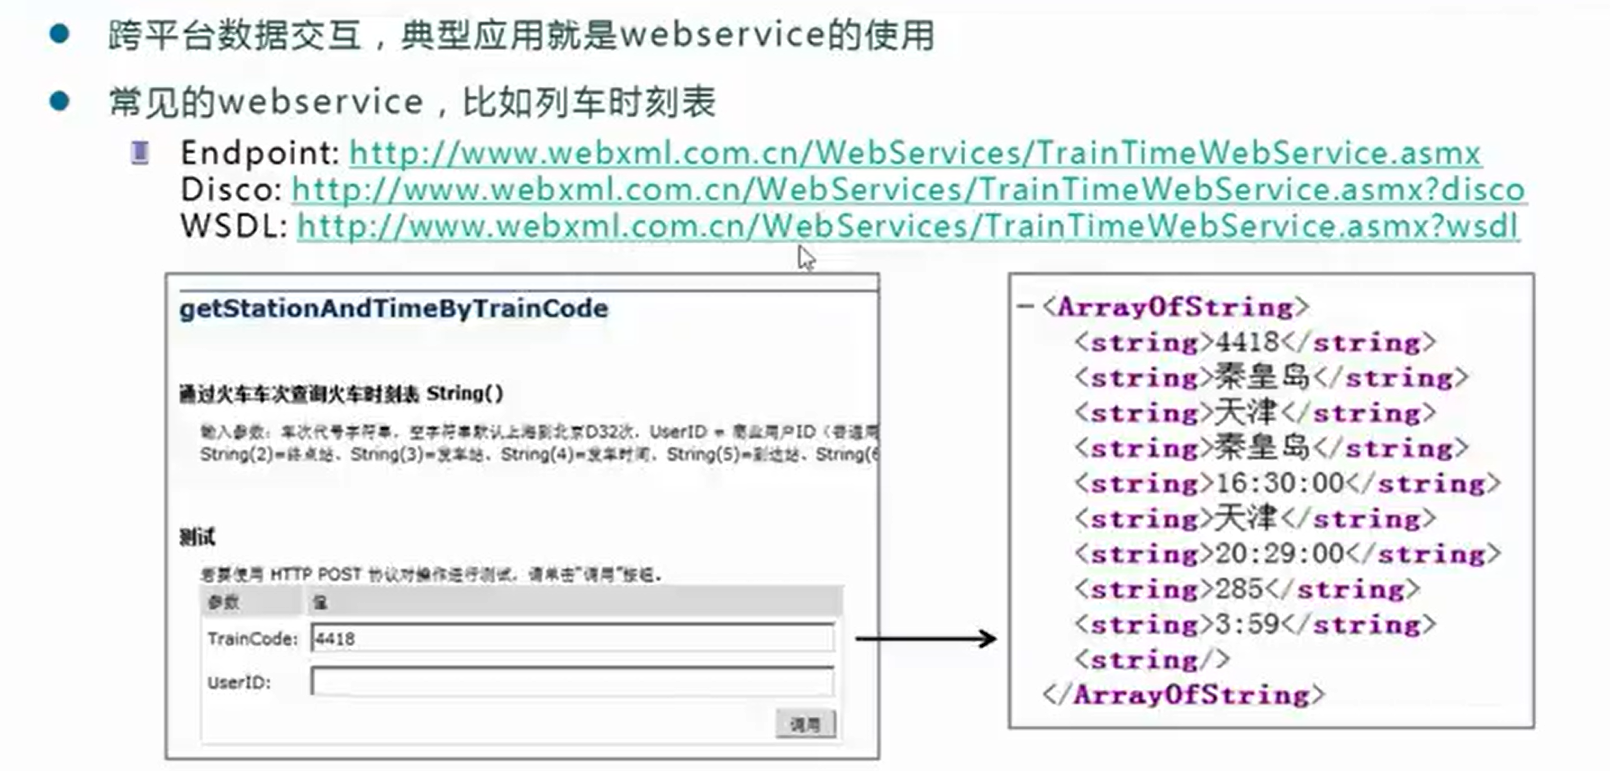 跨平台数据交互，典型应用就是webservice的使用
常见的webservice，比如列车时刻表
Endpoint: http://www.webxml.com.cn/WebServices/TrainTimeWebService.asmx
Disco: http://www.webxml.com.cn/WebServices/TrainTimeWebService.asmx?disco
WSDL: http://www.webxml.com.cn/WebServices/TrainTimeWebService.asmx?wsdl
getStationAndTimeByTrainCode
通过火车车次查询火车时刻表 String()
输入参数：车次代号字符串，空字符串默认上海到北京D32次，UserID = 商业用户ID（普通用
String(2)=终点站、String(3)=发车站、String(4)=发车时间、String(5)=到达站、String(6
测试
若要使用 HTTP POST 协议对操作进行测试，请单击"调用"按钮。
参数 值
TrainCode: 4418
UserID:
调用
<ArrayOfString>
<string>4418</string>
<string>秦皇岛</string>
<string>天津</string>
<string>秦皇岛</string>
<string>16:30:00</string>
<string>天津</string>
<string>20:29:00</string>
<string>285</string>
<string>3:59</string>
<string/>
</ArrayOfString>